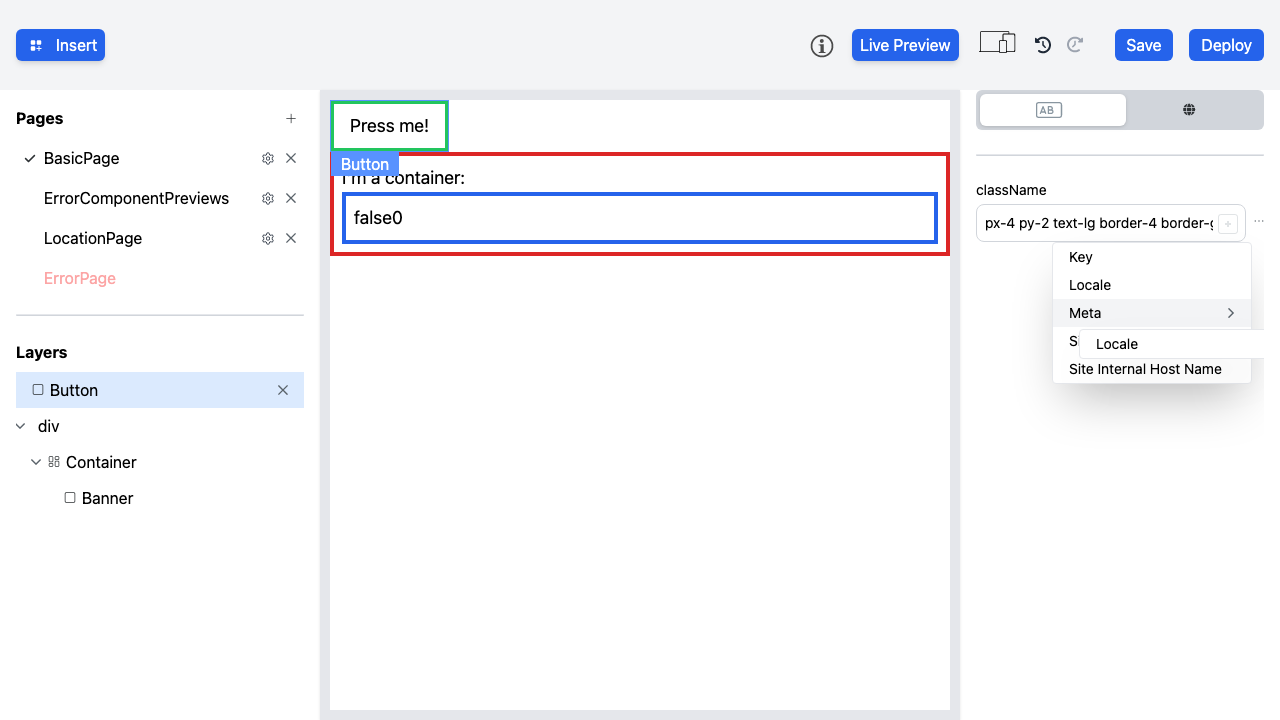 Insert
Live Preview
Save
Deploy
Pages
BasicPage
ErrorComponentPreviews
LocationPage
ErrorPage
Layers
Button
div
Container
Banner
Press me!
Button
I'm a container:
false0
AB
className
px-4 py-2 text-lg border-4 border-g
Key
Locale
Meta
Locale
Site Internal Host Name